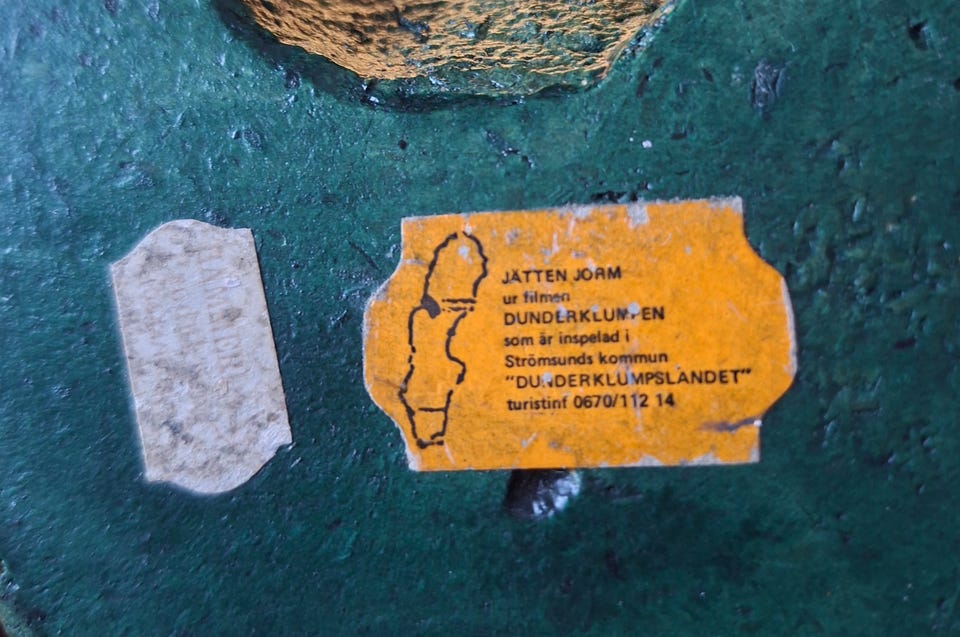 JÄTTEN JORM
ur filmen
DUNDERKLUMPEN
som är inspelad i
Strömsunds kommun
"DUNDERKLUMPSLANDET"
turistinf 0670/112 14